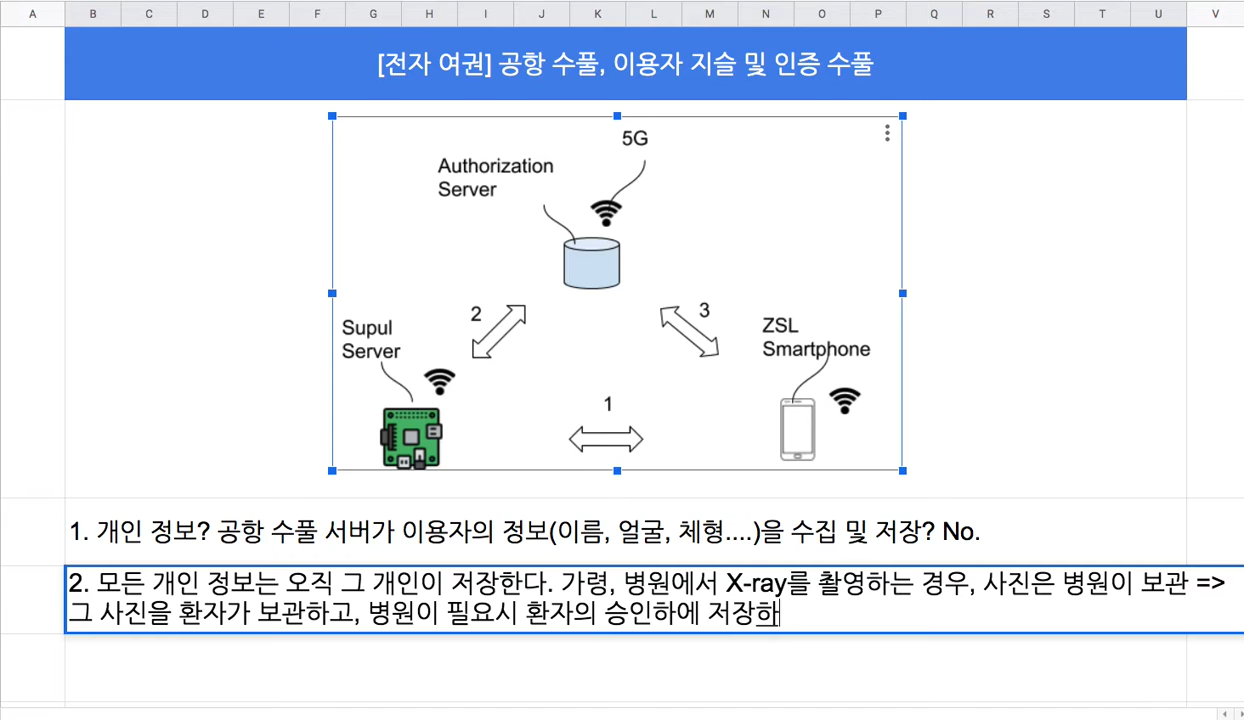 A B C D E F G H I J K L M N O P Q R S T U V
[전자 여권] 공항 수풀, 이용자 지슬 및 인증 수풀
5G
Authorization
Server
2
3
Supul
Server
ZSL
Smartphone
1
1. 개인 정보? 공항 수풀 서버가 이용자의 정보(이름, 얼굴, 체형....)을 수집 및 저장? No.
2. 모든 개인 정보는 오직 그 개인이 저장한다. 가령, 병원에서 X-ray를 촬영하는 경우, 사진은 병원이 보관 =>
그 사진을 환자가 보관하고, 병원이 필요시 환자의 승인하에 저장하